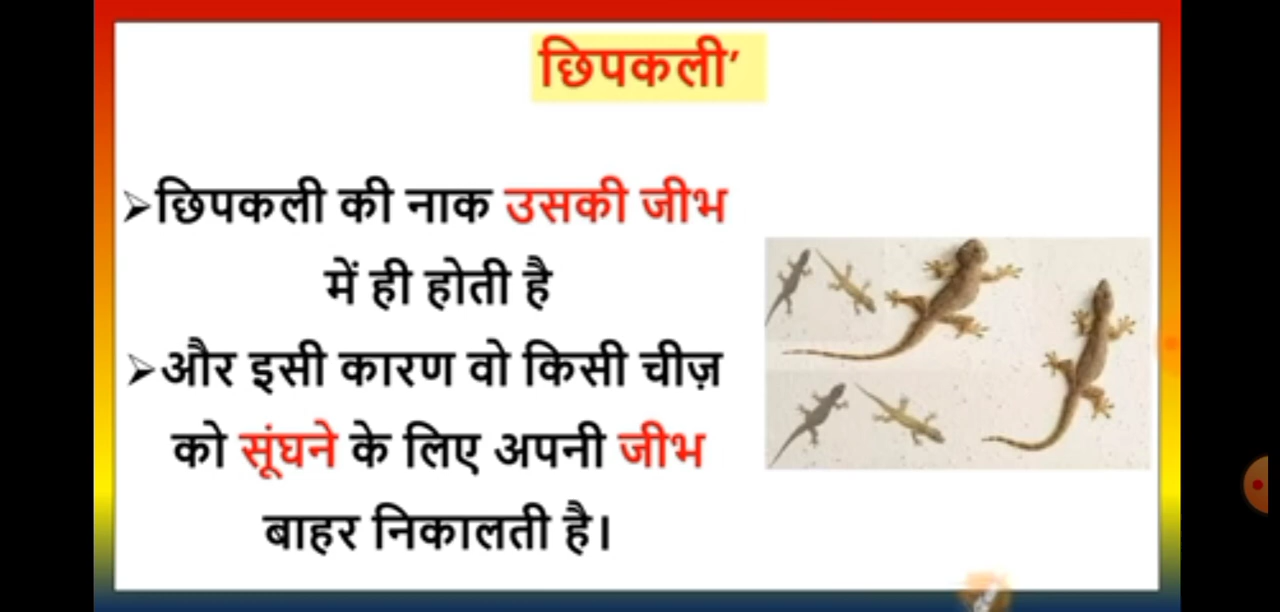 छिपकली’
➢छिपकली की नाक उसकी जीभ
में ही होती है
➢और इसी कारण वो किसी चीज़
को सूंघने के लिए अपनी जीभ
बाहर निकालती है।